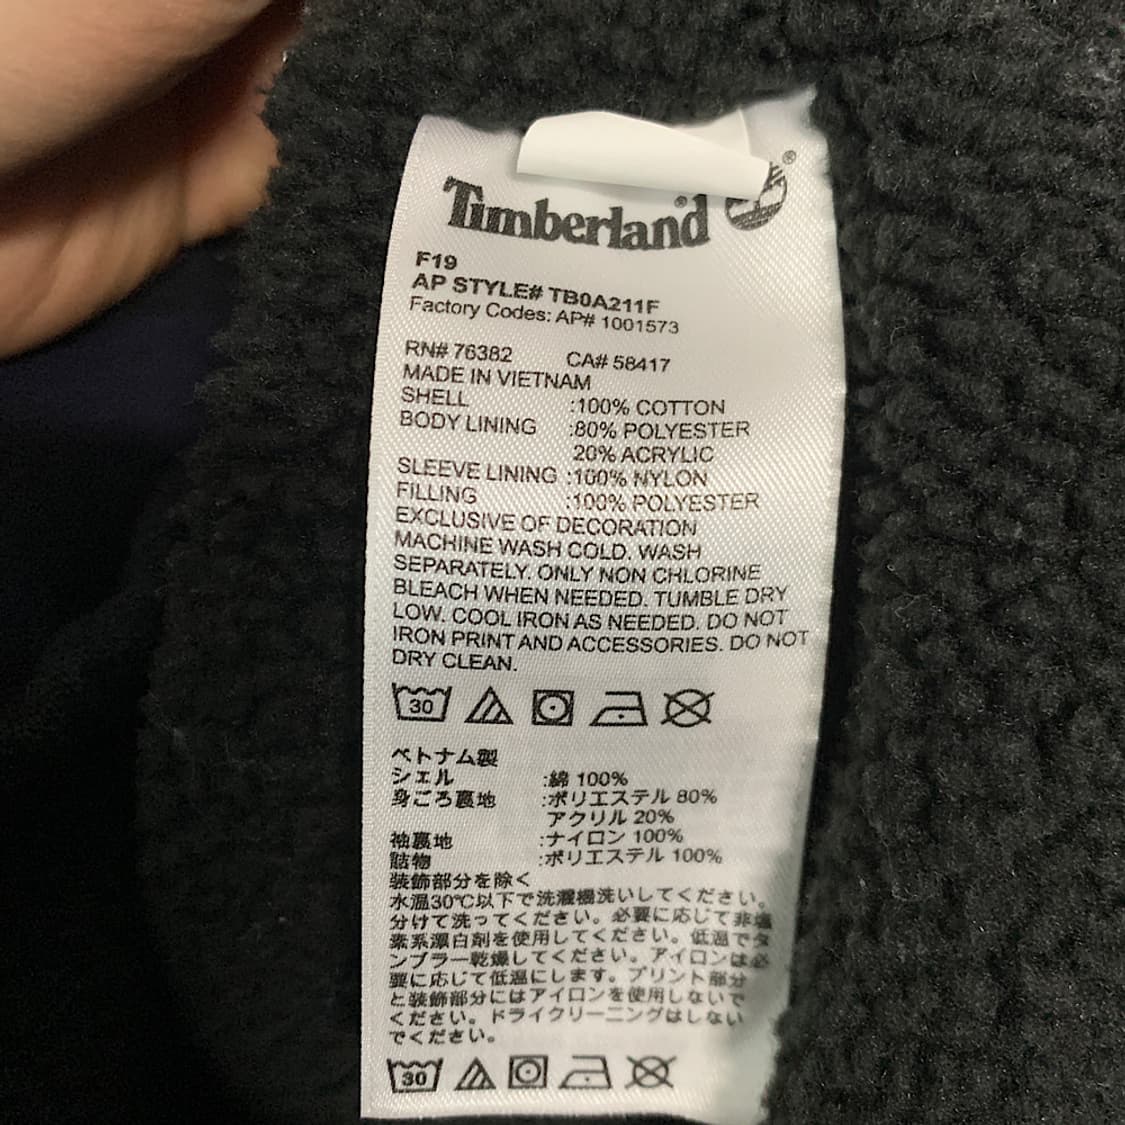 Timberland ®
F19
AP STYLE# TB0A211F
Factory Codes: AP# 1001573
RN# 76382 CA# 58417
MADE IN VIETNAM
SHELL :100% COTTON
BODY LINING :80% POLYESTER
20% ACRYLIC
SLEEVE LINING :100% NYLON
FILLING :100% POLYESTER
EXCLUSIVE OF DECORATION
MACHINE WASH COLD. WASH
SEPARATELY. ONLY NON CHLORINE
BLEACH WHEN NEEDED. TUMBLE DRY
LOW. COOL IRON AS NEEDED. DO NOT
IRON PRINT AND ACCESSORIES. DO NOT
DRY CLEAN.
30
ベトナム製
シェル :綿 100%
身ごろ裏地 :ポリエステル 80%
アクリル 20%
袖裏地 :ナイロン 100%
詰物 :ポリエステル 100%
装飾部分を除く
水温30℃以下で洗濯機洗いしてください。
分けて洗ってください。必要に応じて非塩
素系漂白剤を使用してください。低温でタ
ンブラー乾燥してください。アイロンは必
要に応じて低温にします。プリント部分
と装飾部分にはアイロンを使用しないで
ください。ドライクリーニングはしない
でください。
30